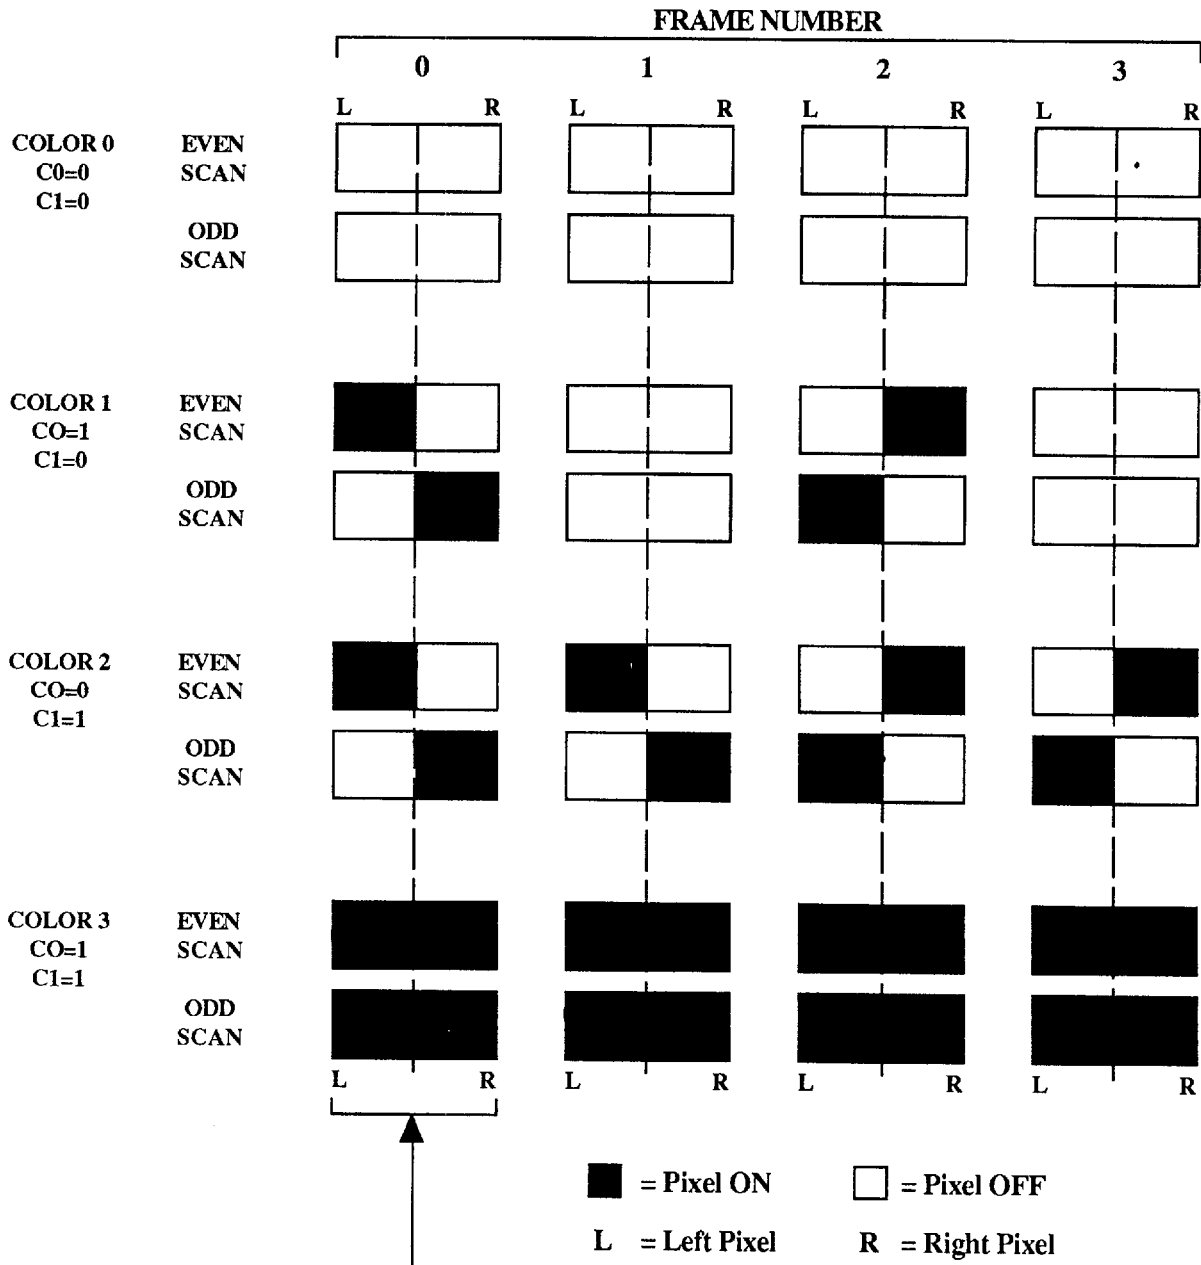 FRAME NUMBER
0 1 2 3
L R L R L R L R
COLOR 0
C0=0
C1=0
EVEN
SCAN
ODD
SCAN
COLOR 1
CO=1
C1=0
EVEN
SCAN
ODD
SCAN
COLOR 2
CO=0
C1=1
EVEN
SCAN
ODD
SCAN
COLOR 3
CO=1
C1=1
EVEN
SCAN
ODD
SCAN
L R L R L R L R
= Pixel ON
= Pixel OFF
L = Left Pixel
R = Right Pixel